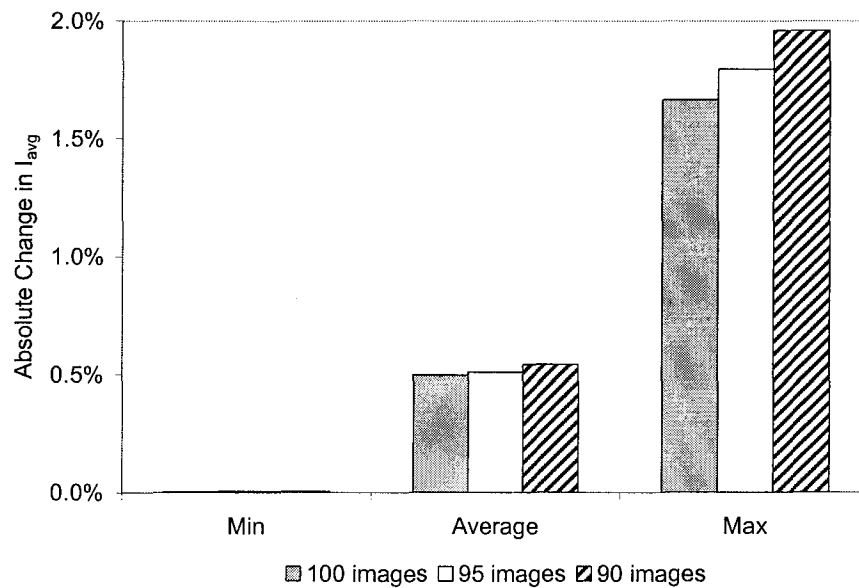 2.0%
1.5%
1.0%
0.5%
0.0%
Absolute Change in Iavg
Min Average Max
100 images 95 images 90 images